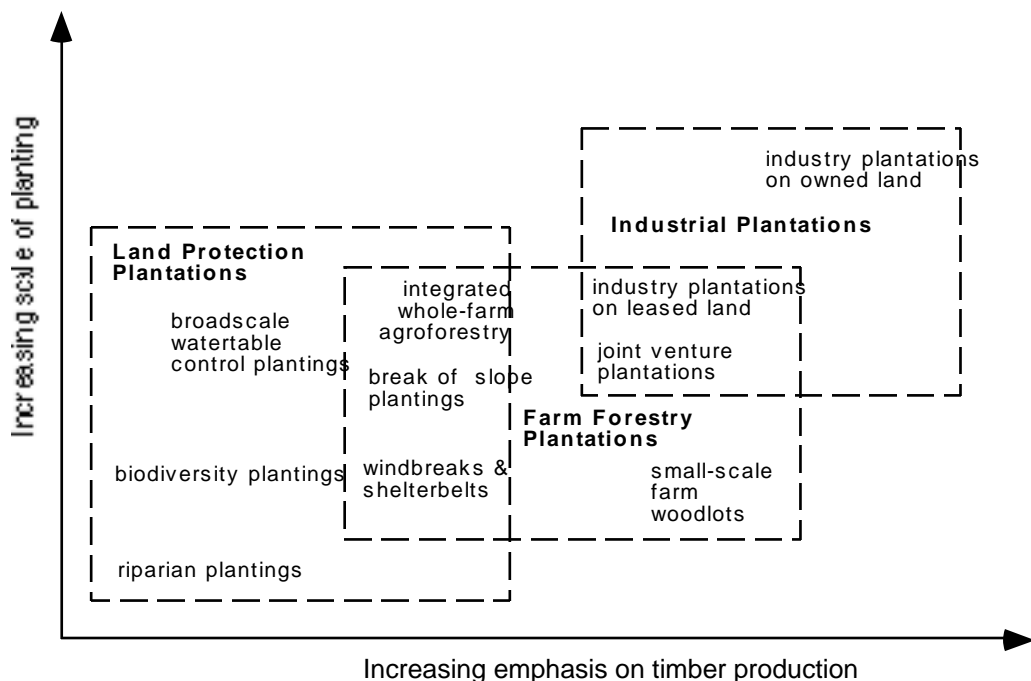 Increasing scale of planting
industry plantations
on owned land
Industrial Plantations
Land Protection
Plantations
integrated
whole-farm
agroforestry
industry plantations
on leased land
broadscale
watertable
control plantings
joint venture
plantations
break of slope
plantings
Farm Forestry
Plantations
biodiversity plantings
windbreaks &
shelterbelts
small-scale
farm
woodlots
riparian plantings
Increasing emphasis on timber production